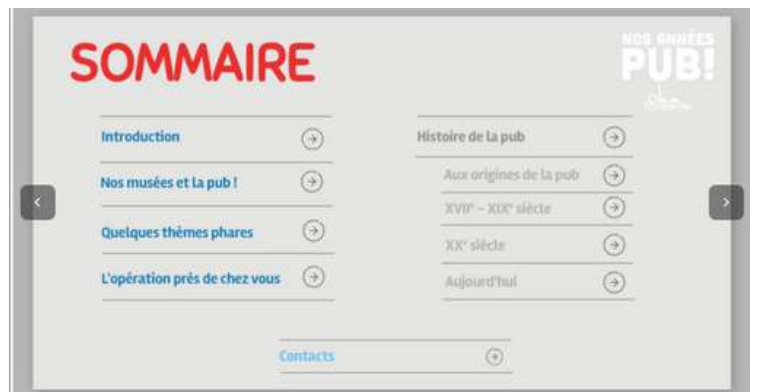 SOMMAIRE
NOS ANNÉES
PUB!
Introduction
Nos musées et la pub !
Quelques thèmes phares
L'opération près de chez vous
Histoire de la pub
Aux origines de la pub
XVIIᵉ – XIXᵉ siècle
XXᵉ siècle
Aujourd'hui
Contacts